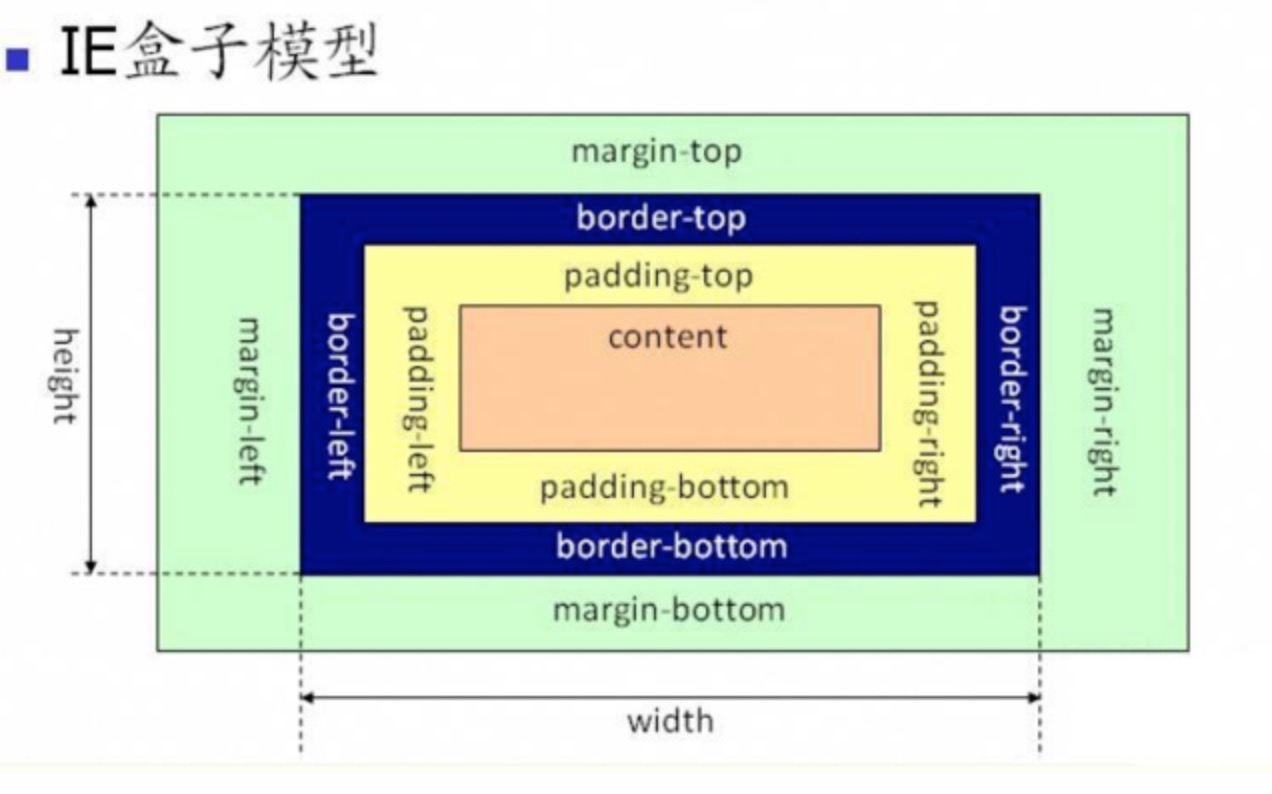 IE盒子模型
margin-top
border-top
padding-top
content
height
margin-left
border-left
padding-left
padding-right
border-right
margin-right
padding-bottom
border-bottom
margin-bottom
width